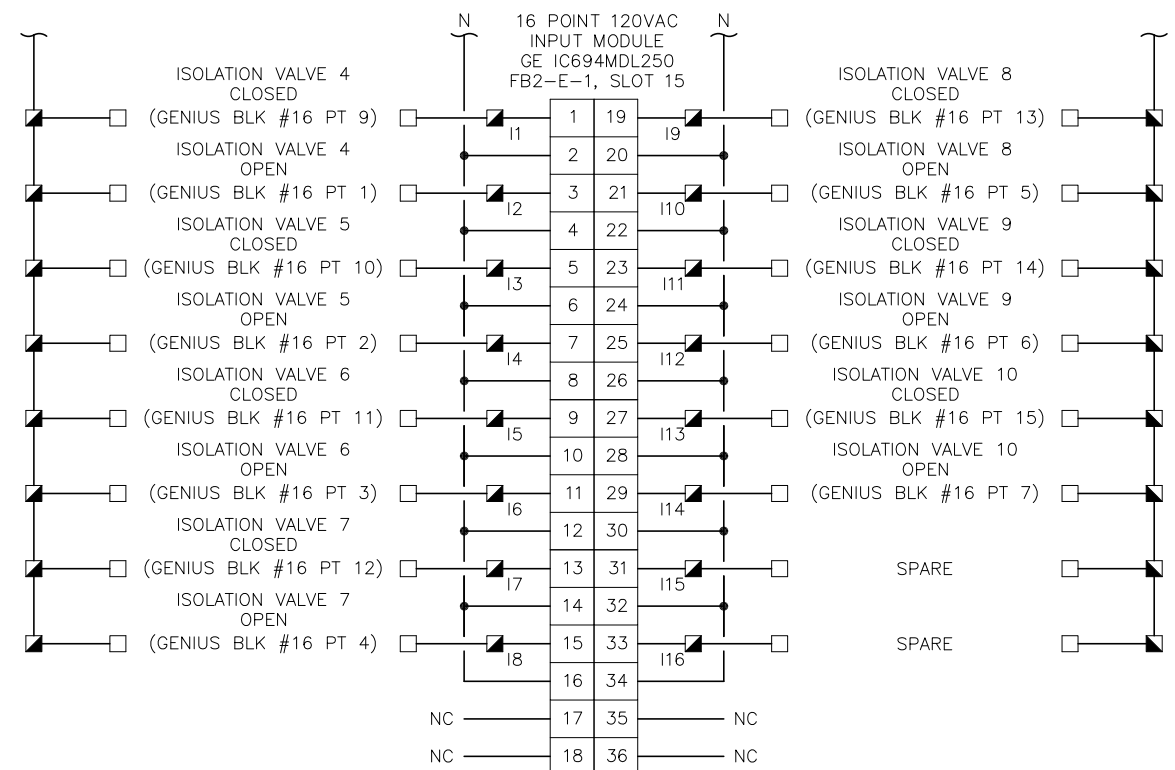 N
16 POINT 120VAC
INPUT MODULE
GE IC694MDL250
FB2-E-1, SLOT 15
N
ISOLATION VALVE 4
CLOSED
(GENIUS BLK #16 PT 9)
I1
1 19
I9
ISOLATION VALVE 8
CLOSED
(GENIUS BLK #16 PT 13)
2 20
ISOLATION VALVE 4
OPEN
(GENIUS BLK #16 PT 1)
I2
3 21
I10
ISOLATION VALVE 8
OPEN
(GENIUS BLK #16 PT 5)
4 22
ISOLATION VALVE 5
CLOSED
(GENIUS BLK #16 PT 10)
I3
5 23
I11
ISOLATION VALVE 9
CLOSED
(GENIUS BLK #16 PT 14)
6 24
ISOLATION VALVE 5
OPEN
(GENIUS BLK #16 PT 2)
I4
7 25
I12
ISOLATION VALVE 9
OPEN
(GENIUS BLK #16 PT 6)
8 26
ISOLATION VALVE 6
CLOSED
(GENIUS BLK #16 PT 11)
I5
9 27
I13
ISOLATION VALVE 10
CLOSED
(GENIUS BLK #16 PT 15)
10 28
ISOLATION VALVE 6
OPEN
(GENIUS BLK #16 PT 3)
I6
11 29
I14
ISOLATION VALVE 10
OPEN
(GENIUS BLK #16 PT 7)
12 30
ISOLATION VALVE 7
CLOSED
(GENIUS BLK #16 PT 12)
I7
13 31
I15
SPARE
14 32
ISOLATION VALVE 7
OPEN
(GENIUS BLK #16 PT 4)
I8
15 33
I16
SPARE
16 34
NC 17 35 NC
NC 18 36 NC